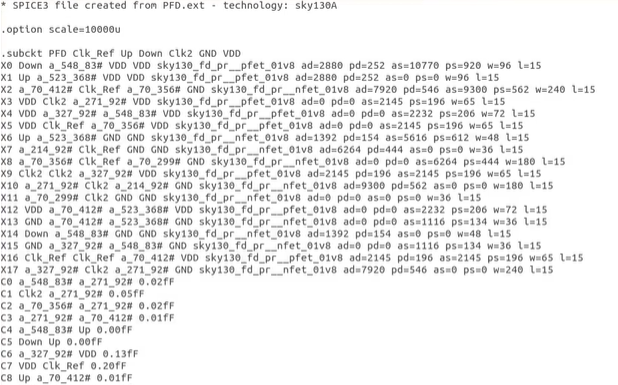 * SPICE3 file created from PFD.ext - technology: sky130A
.option scale=10000u
.subckt PFD Clk_Ref Up Down Clk2 GND VDD
X0 Down a_548_83# VDD VDD sky130_fd_pr__pfet_01v8 ad=2880 pd=252 as=10770 ps=920 w=96 l=15
X1 Up a_523_368# VDD VDD sky130_fd_pr__pfet_01v8 ad=2880 pd=252 as=0 ps=0 w=96 l=15
X2 a_70_412# Clk_Ref a_70_356# GND sky130_fd_pr__nfet_01v8 ad=7920 pd=546 as=9300 ps=562 w=240 l=15
X3 VDD Clk2 a_271_92# VDD sky130_fd_pr__pfet_01v8 ad=0 pd=0 as=2145 ps=196 w=65 l=15
X4 VDD a_327_92# a_548_83# VDD sky130_fd_pr__pfet_01v8 ad=0 pd=0 as=2232 ps=206 w=72 l=15
X5 VDD Clk_Ref a_70_356# VDD sky130_fd_pr__pfet_01v8 ad=0 pd=0 as=2145 ps=196 w=65 l=15
X6 Up a_523_368# GND GND sky130_fd_pr__nfet_01v8 ad=1392 pd=154 as=5616 ps=612 w=48 l=15
X7 a_214_92# Clk_Ref GND GND sky130_fd_pr__nfet_01v8 ad=6264 pd=444 as=0 ps=0 w=36 l=15
X8 a_70_356# Clk_Ref a_70_299# GND sky130_fd_pr__nfet_01v8 ad=0 pd=0 as=6264 ps=444 w=180 l=15
X9 Clk2 Clk2 a_327_92# VDD sky130_fd_pr__pfet_01v8 ad=2145 pd=196 as=2145 ps=196 w=65 l=15
X10 a_271_92# Clk2 a_214_92# GND sky130_fd_pr__nfet_01v8 ad=9300 pd=562 as=0 ps=0 w=180 l=15
X11 a_70_299# Clk2 GND GND sky130_fd_pr__nfet_01v8 ad=0 pd=0 as=0 ps=0 w=36 l=15
X12 VDD a_70_412# a_523_368# VDD sky130_fd_pr__pfet_01v8 ad=0 pd=0 as=2232 ps=206 w=72 l=15
X13 GND a_70_412# a_523_368# GND sky130_fd_pr__nfet_01v8 ad=0 pd=0 as=1116 ps=134 w=36 l=15
X14 Down a_548_83# GND GND sky130_fd_pr__nfet_01v8 ad=1392 pd=154 as=0 ps=0 w=48 l=15
X15 GND a_327_92# a_548_83# GND sky130_fd_pr__nfet_01v8 ad=0 pd=0 as=1116 ps=134 w=36 l=15
X16 Clk_Ref Clk_Ref a_70_412# VDD sky130_fd_pr__pfet_01v8 ad=2145 pd=196 as=2145 ps=196 w=65 l=15
X17 a_327_92# Clk2 a_271_92# GND sky130_fd_pr__nfet_01v8 ad=7920 pd=546 as=0 ps=0 w=240 l=15
C0 a_548_83# a_271_92# 0.02fF
C1 Clk2 a_271_92# 0.05fF
C2 a_70_356# a_271_92# 0.02fF
C3 a_271_92# a_70_412# 0.01fF
C4 a_548_83# Up 0.00fF
C5 Down Up 0.00fF
C6 a_327_92# VDD 0.13fF
C7 VDD Clk_Ref 0.20fF
C8 Up a_70_412# 0.01fF